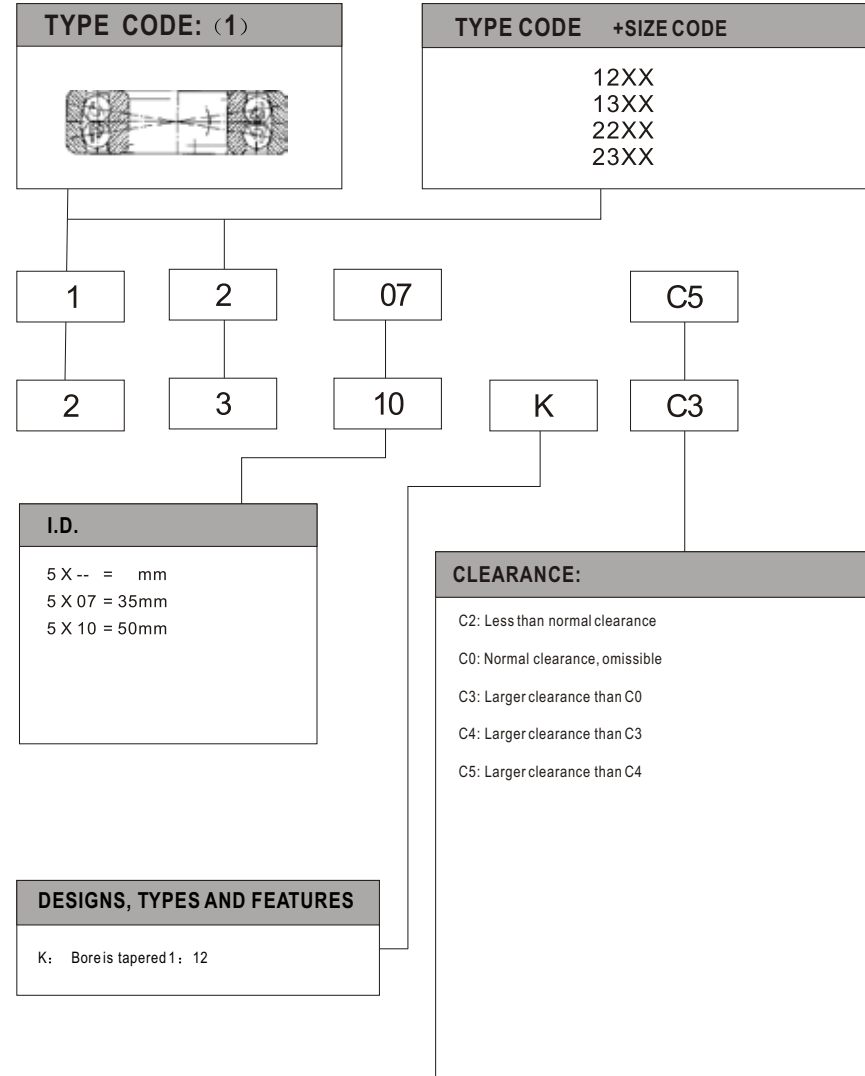 TYPE CODE:（1）
TYPE CODE +SIZE CODE
12XX
13XX
22XX
23XX
1 2 07 C5
2 3 10 K C3
I.D.
5 X -- = mm
5 X 07 = 35mm
5 X 10 = 50mm
CLEARANCE:
C2: Less than normal clearance
C0: Normal clearance, omissible
C3: Larger clearance than C0
C4: Larger clearance than C3
C5: Larger clearance than C4
DESIGNS, TYPES AND FEATURES
K： Bore is tapered 1：12